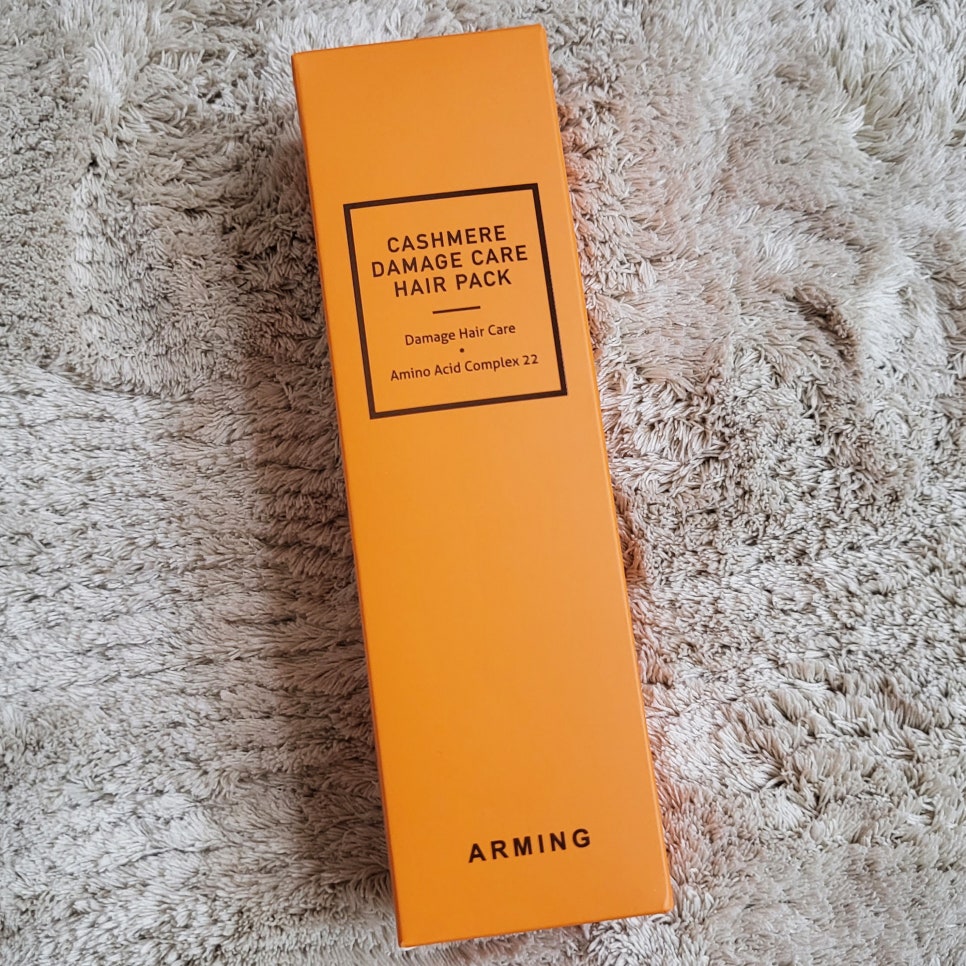 CASHMERE
DAMAGE CARE
HAIR PACK
Damage Hair Care
•
Amino Acid Complex 22
ARMING